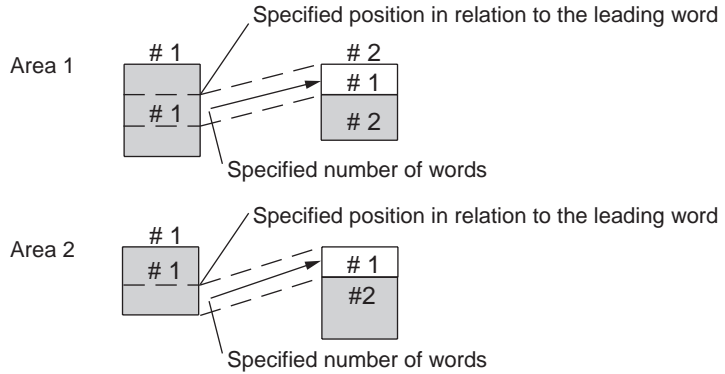 Specified position in relation to the leading word
# 1
# 2
Area 1
# 1
# 1
# 2
Specified number of words
Specified position in relation to the leading word
# 1
Area 2
# 1
# 1
#2
Specified number of words